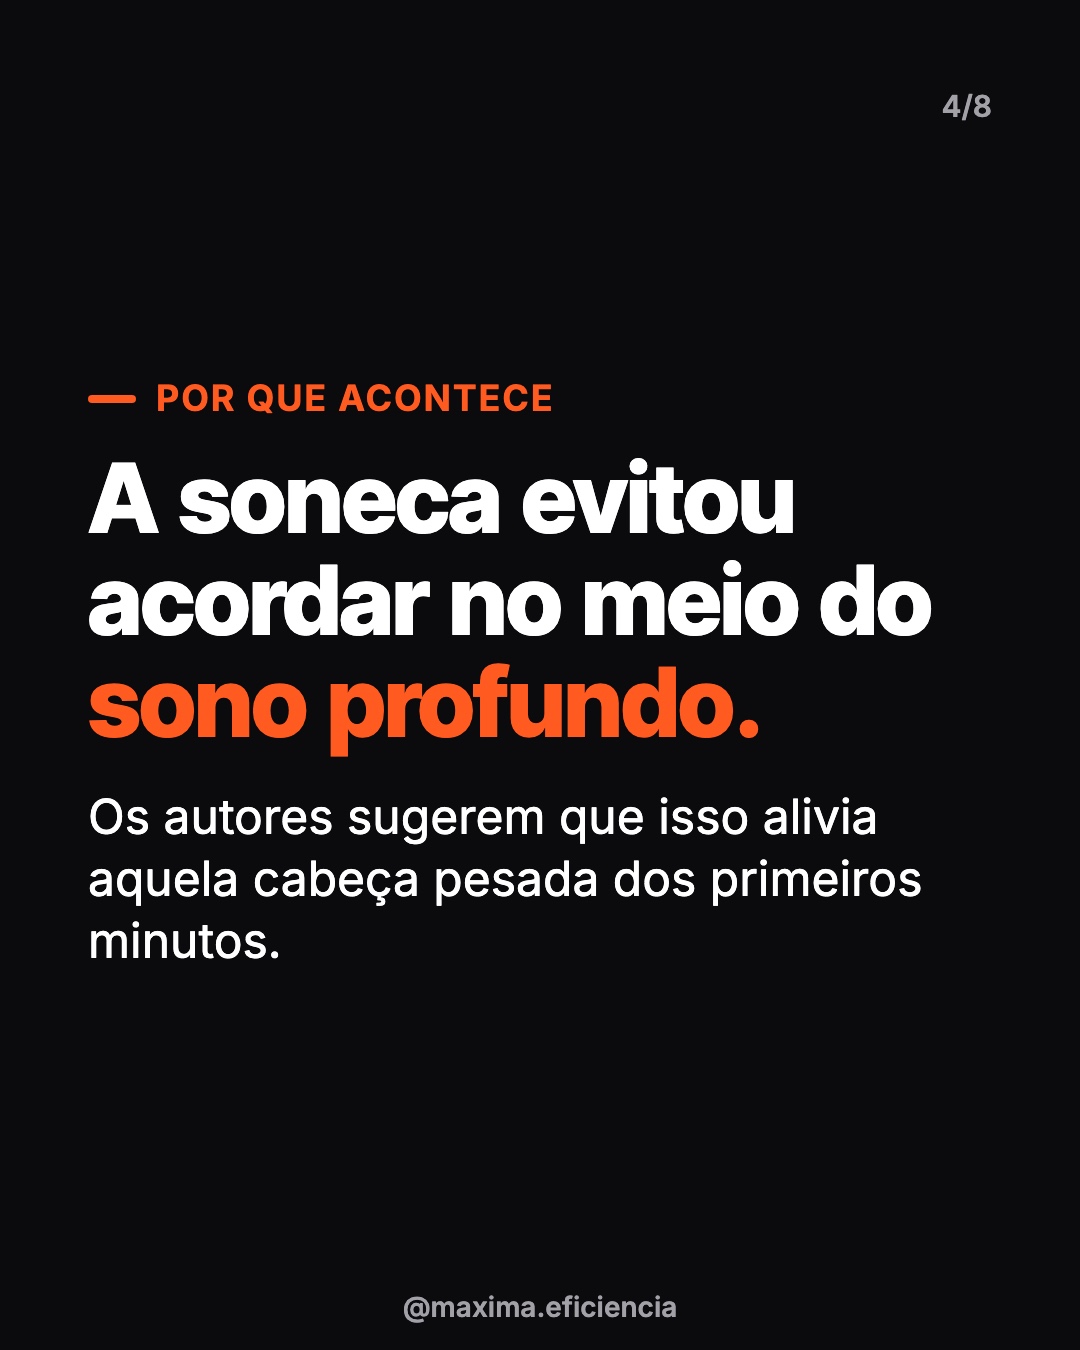 4/8
POR QUE ACONTECE
A soneca evitou
acordar no meio do
sono profundo.
Os autores sugerem que isso alivia
aquela cabeça pesada dos primeiros
minutos.
@maxima.eficiencia